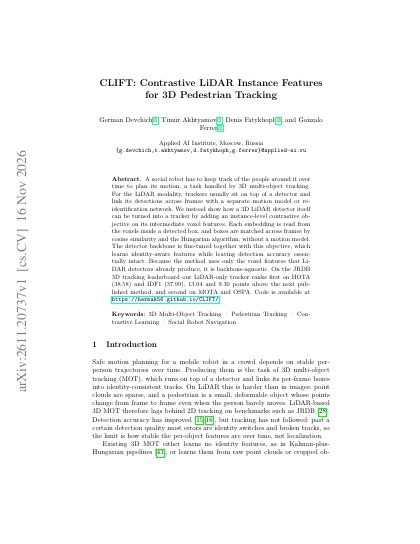 CLIFT: Contrastive LiDAR Instance Features
for 3D Pedestrian Tracking
German Devchich, Timur Akhtyamov, Denis Fatykhoph, and Gonzalo
Ferrer
Applied AI Institute, Moscow, Russia
{g.devchich,t.akhtyamov,d.fatykhoph,g.ferrer}@applied-ai.ru
arXiv:2611.20737v1 [cs.CV] 16 Nov 2026
Abstract. A social robot has to keep track of the people around it over
time to plan its motion, a task handled by 3D multi-object tracking.
For the LiDAR modality, trackers usually sit on top of a detector and
link its detections across frames with a separate motion model or re-
identification network. We instead show how a 3D LiDAR detector itself
can be turned into a tracker by adding an instance-level contrastive ob-
jective on its intermediate voxel features. Each embedding is read from
the voxels inside a detected box, and boxes are matched across frames by
cosine similarity and the Hungarian algorithm, without a motion model.
The detector backbone is fine-tuned together with this objective, which
learns identity-aware features while leaving detection accuracy essen-
tially intact. Because the method uses only the voxel features that Li-
DAR detectors already produce, it is backbone-agnostic. On the JRDB
3D tracking leaderboard our LiDAR-only tracker ranks first on HOTA
(38.58) and IDF1 (37.99), 13.04 and 9.30 points above the next pub-
lished method, and second on MOTA and OSPA. Code is available at
https://hersak56.github.io/CLIFT/.
Keywords: 3D Multi-Object Tracking · Pedestrian Tracking · Con-
trastive Learning · Social Robot Navigation
1 Introduction
Safe motion planning for a mobile robot in a crowd depends on stable per-
person trajectories over time. Producing them is the task of 3D multi-object
tracking (MOT), which runs on top of a detector and links its per-frame boxes
into identity-consistent tracks. On LiDAR this is harder than in images: point
clouds are sparse, and a pedestrian is a small, deformable object whose points
change from frame to frame even when the person barely moves. LiDAR-based
3D MOT therefore lags behind 2D tracking on benchmarks such as JRDB [28].
Detection accuracy has improved [15,16], but tracking has not followed: past a
certain detection quality most errors are identity switches and broken tracks, so
the limit is how stable the per-object features are over time, not localization.
Existing 3D MOT either learns no identity features, as in Kalman-plus-
Hungarian pipelines [43], or learns them from raw point clouds or cropped ob-